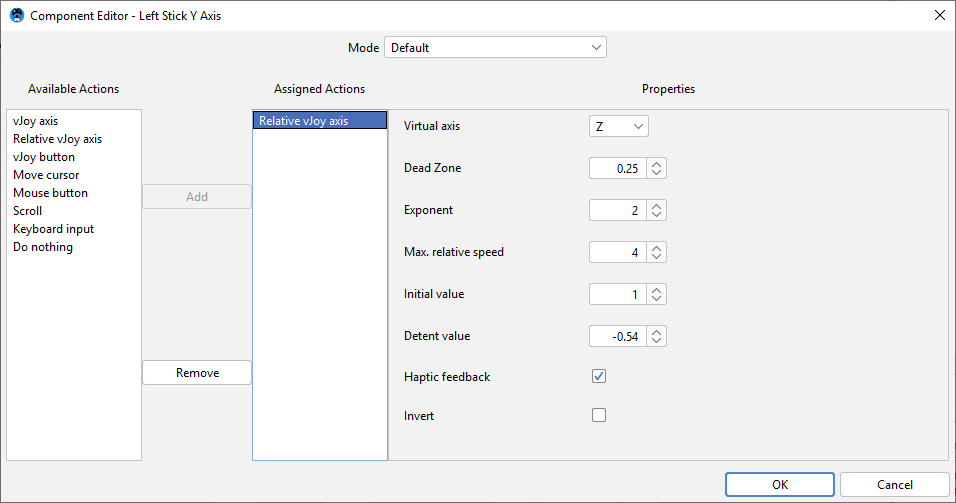 Component Editor - Left Stick Y Axis
Mode Default
Available Actions
Assigned Actions
Properties
vJoy axis
Relative vJoy axis
vJoy button
Move cursor
Mouse button
Scroll
Keyboard input
Do nothing
Add
Remove
Relative vJoy axis
Virtual axis Z
Dead Zone 0.25
Exponent 2
Max. relative speed 4
Initial value 1
Detent value -0.54
Haptic feedback
Invert
OK
Cancel